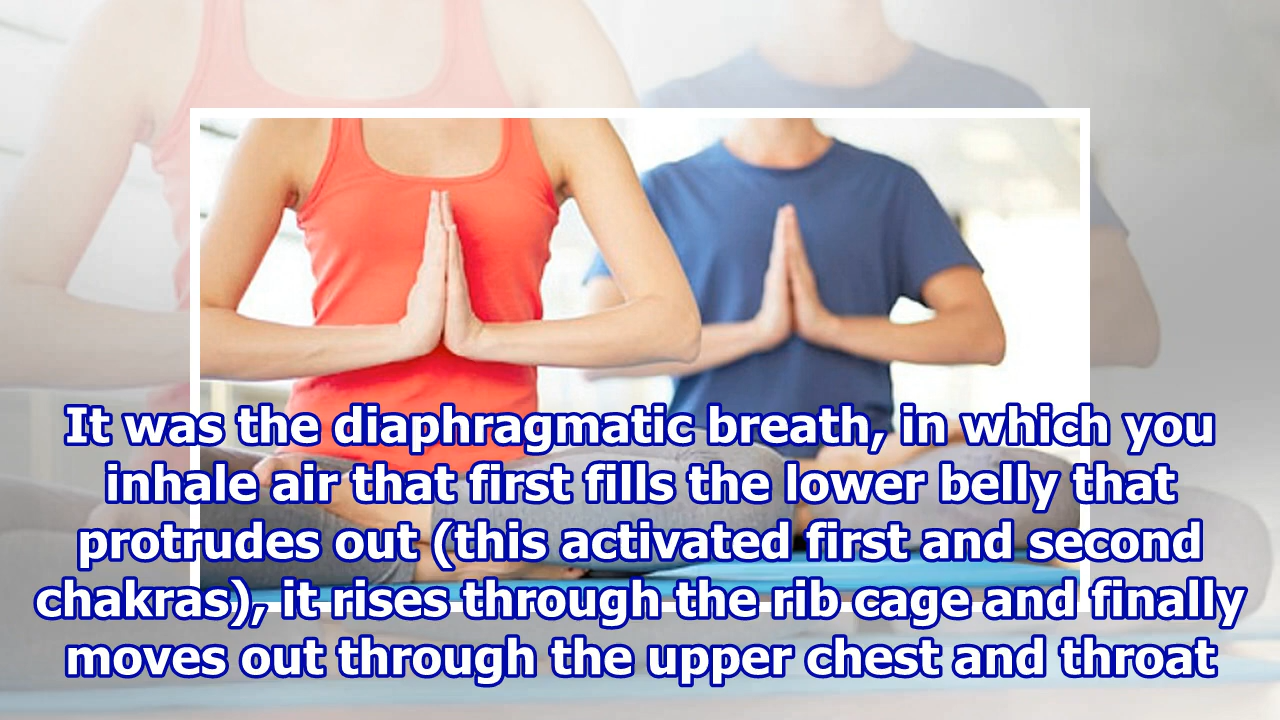 It was the diaphragmatic breath, in which you
inhale air that first fills the lower belly that
protrudes out (this activated first and second
chakras), it rises through the rib cage and finally
moves out through the upper chest and throat